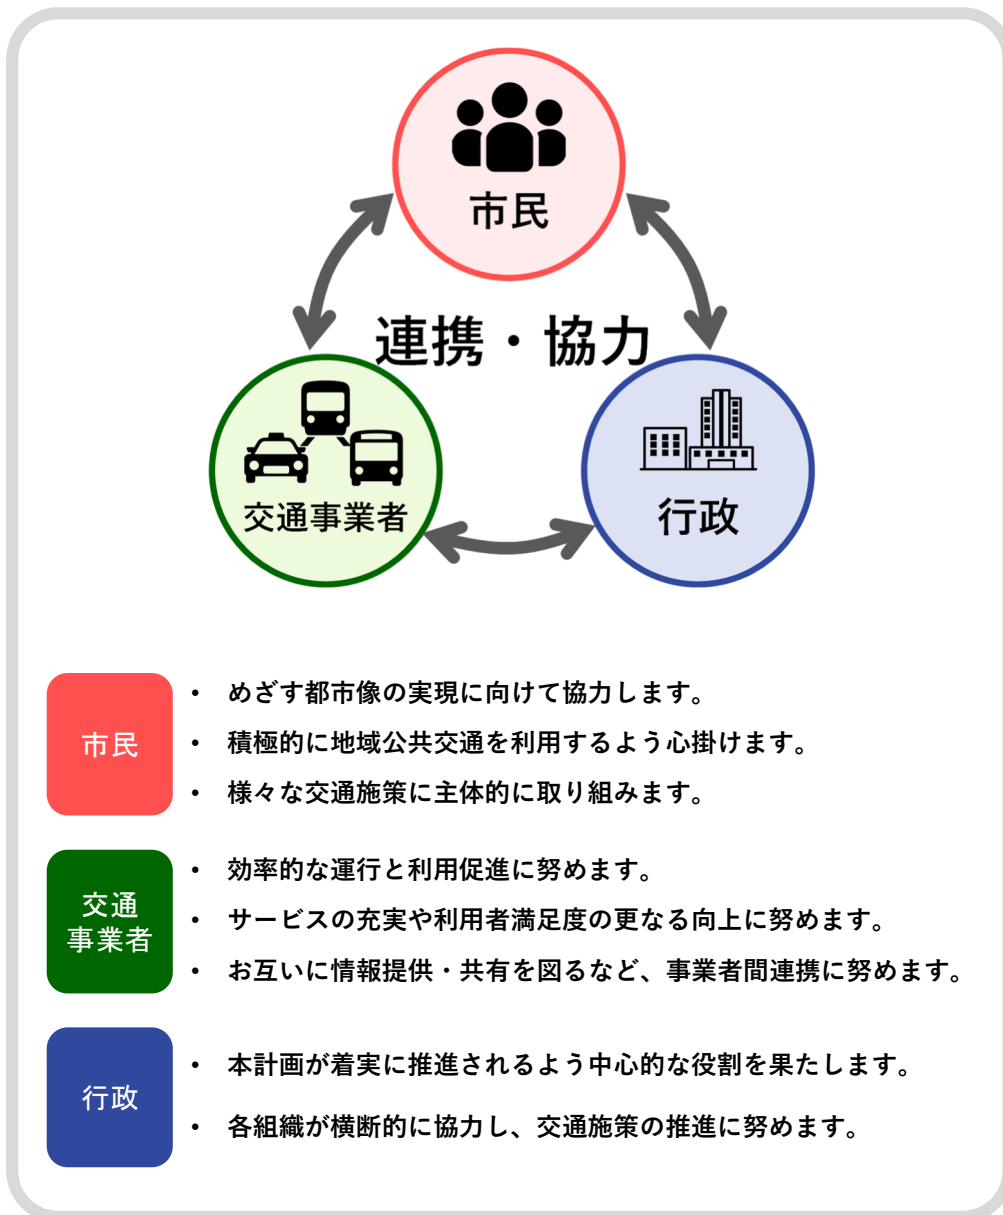 市民
連携・協力
交通事業者
行政
市民
• めざす都市像の実現に向けて協力します。
• 積極的に地域公共交通を利用するよう心掛けます。
• 様々な交通施策に主体的に取り組みます。
交通
事業者
• 効率的な運行と利用促進に努めます。
• サービスの充実や利用者満足度の更なる向上に努めます。
• お互いに情報提供・共有を図るなど、事業者間連携に努めます。
行政
• 本計画が着実に推進されるよう中心的な役割を果たします。
• 各組織が横断的に協力し、交通施策の推進に努めます。